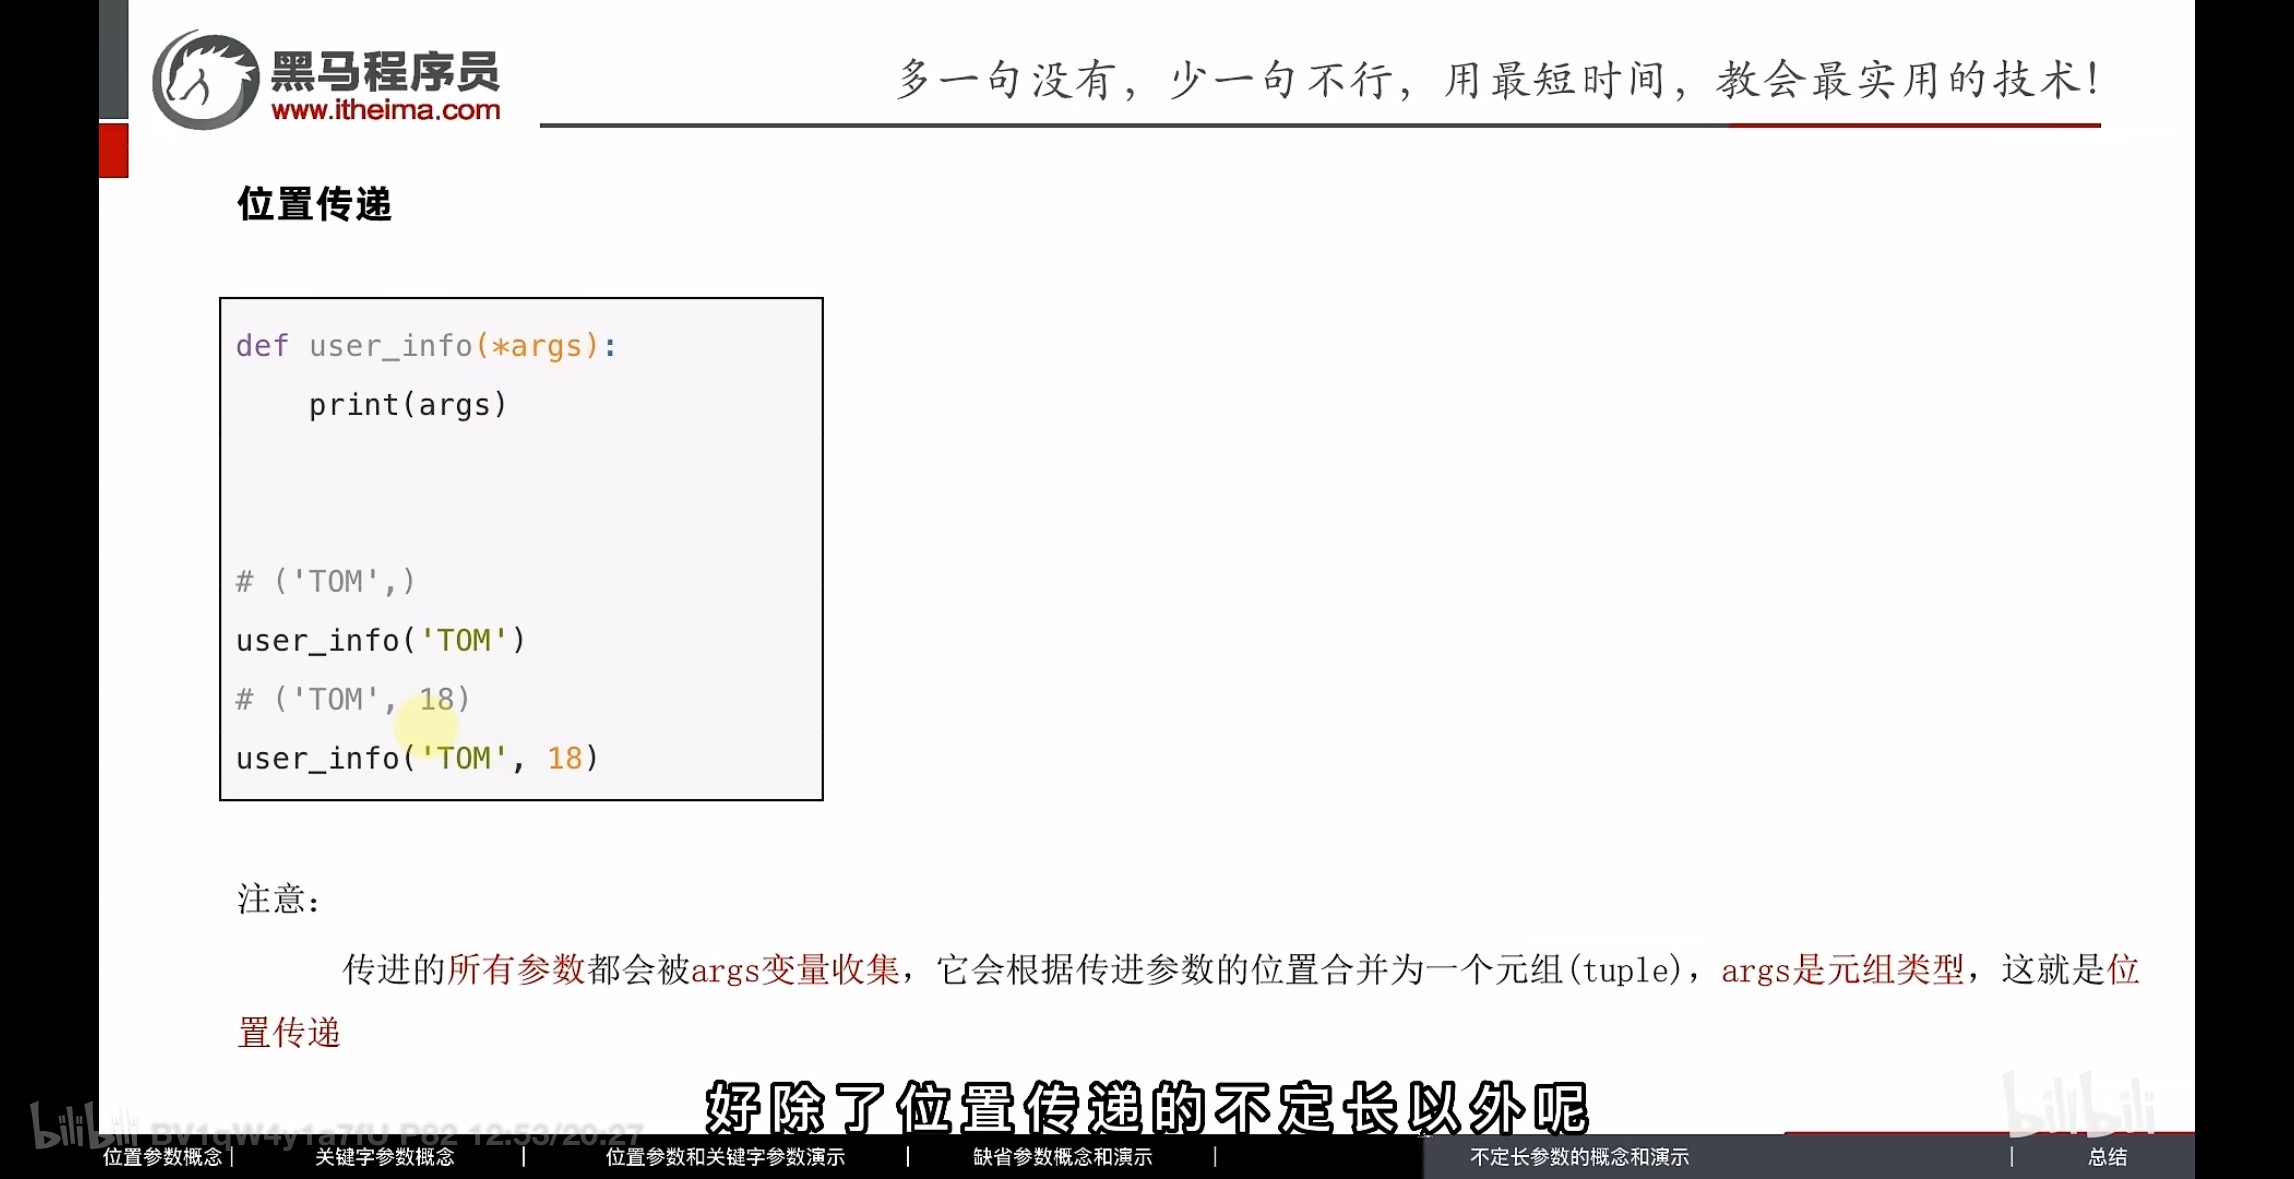 黑马程序员
www.itheima.com
多一句没有，少一句不行，用最短时间，教会最实用的技术！
位置传递
def user_info(*args):
    print(args)
# ('TOM',)
user_info('TOM')
# ('TOM', 18)
user_info('TOM', 18)
注意：
传进的所有参数都会被args变量收集，它会根据传进参数的位置合并为一个元组(tuple)，args是元组类型，这就是位
置传递
好除了位置传递的不定长以外呢
bilibili BV1qW4y1a7fU P82 12:53/20:27
bilibili
位置参数概念 | 关键字参数概念 | 位置参数和关键字参数演示 | 缺省参数概念和演示 | 不定长参数的概念和演示 | 总结